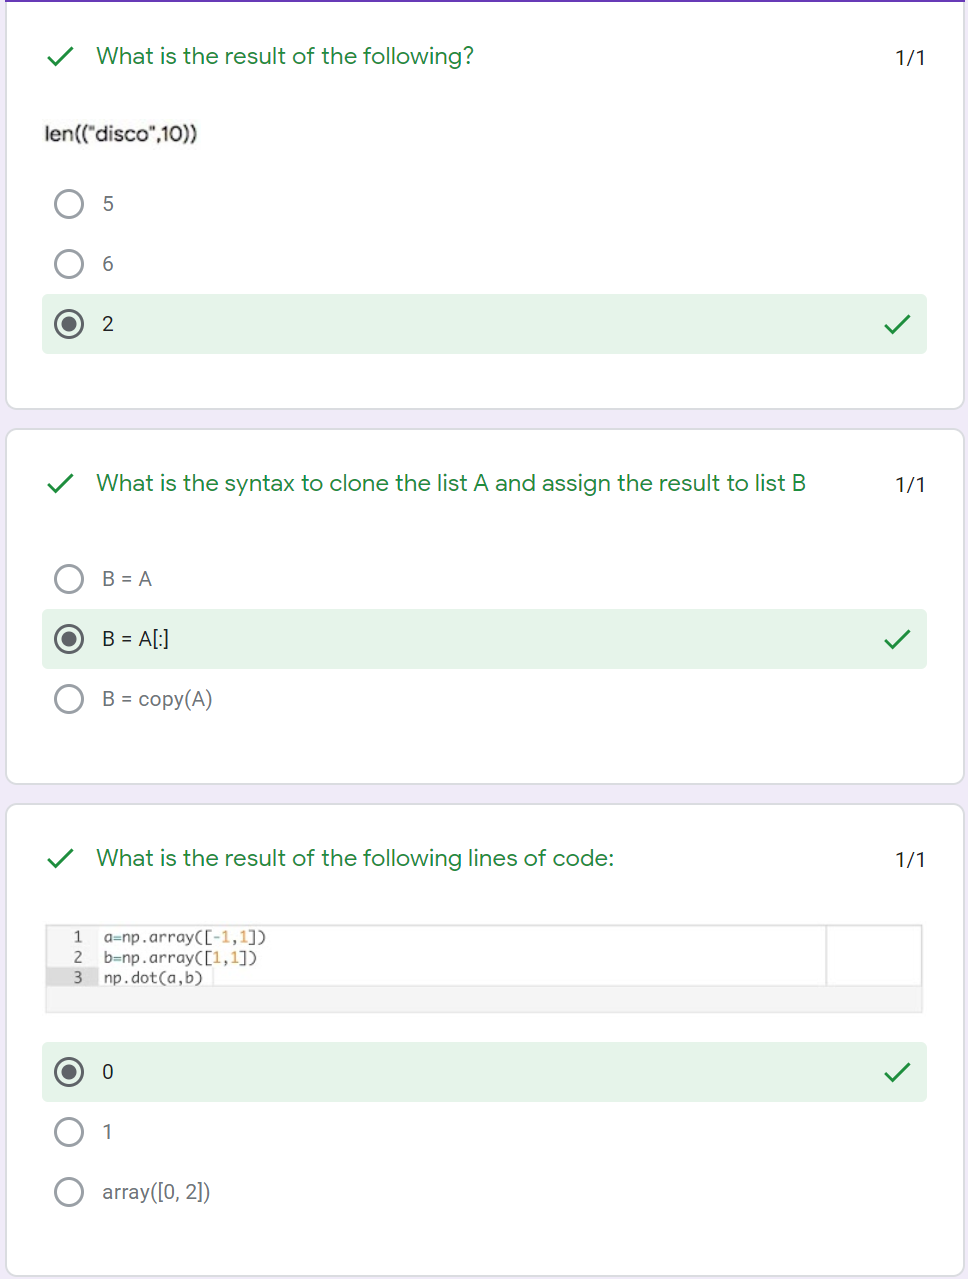 What is the result of the following?
1/1
len(("disco",10))
5
6
2
What is the syntax to clone the list A and assign the result to list B
1/1
B = A
B = A[:]
B = copy(A)
What is the result of the following lines of code:
1/1
1 a=np.array([-1,1])
2 b=np.array([1,1])
3 np.dot(a,b)
0
1
array([0, 2])